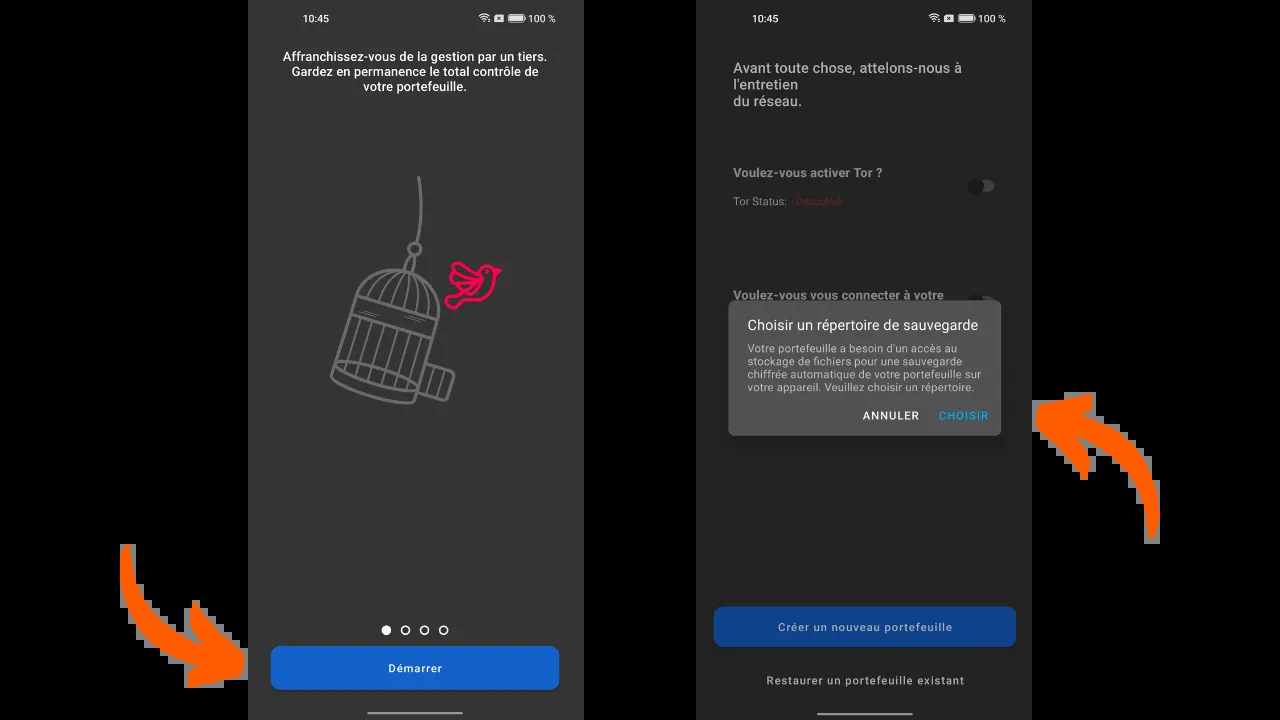 10:45
100 %
Affranchissez-vous de la gestion par un tiers.
Gardez en permanence le total contrôle de
votre portefeuille.
Démarrer
10:45
100 %
Avant toute chose, attelons-nous à
l'entretien
du réseau.
Voulez-vous activer Tor ?
Tor Status: Désactivé
Voulez-vous vous connecter à votre
Choisir un répertoire de sauvegarde
Votre portefeuille a besoin d'un accès au
stockage de fichiers pour une sauvegarde
chiffrée automatique de votre portefeuille sur
votre appareil. Veuillez choisir un répertoire.
ANNULER CHOISIR
Créer un nouveau portefeuille
Restaurer un portefeuille existant